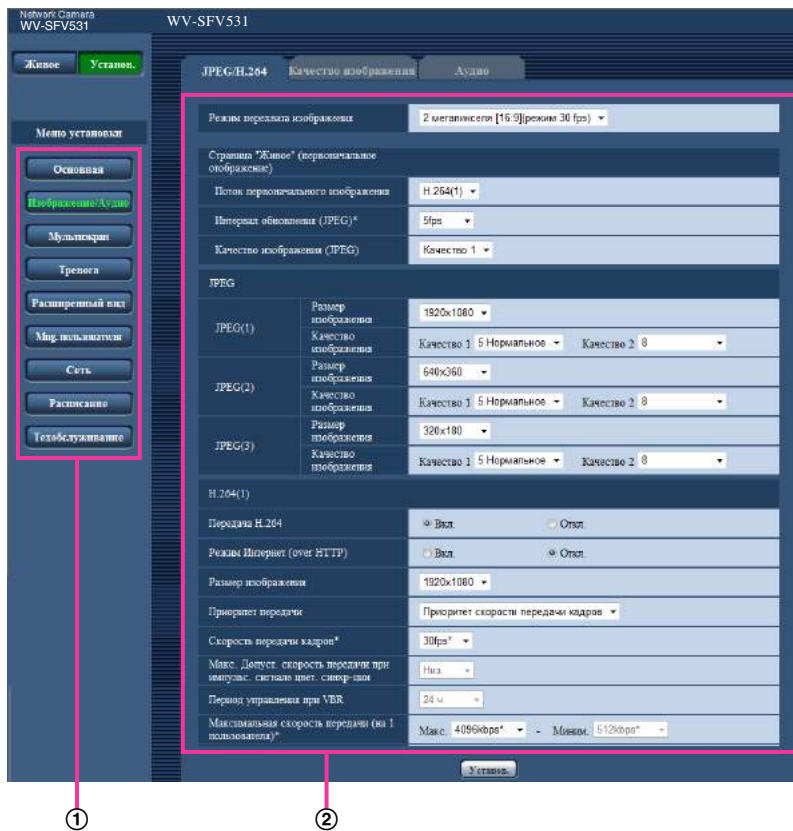 Network Camera
WV-SFV531
WV-SFV531
Живое
Установ.
JPEG/H.264
Качество изображения
Аудио
Меню установки
Основная
Изображение/Аудио
Мультиэкран
Тревога
Расширенный вид
Mng. пользователя
Сеть
Расписание
Техобслуживание
Режим перехвата изображения
2 мегапикселя [16:9](режим 30 fps)
Страница "Живое" (первоначальное
отображение)
Поток первоначального изображения
H.264(1)
Интервал обновления (JPEG)*
5fps
Качество изображения (JPEG)
Качество 1
JPEG
JPEG(1)
Размер
изображения
1920x1080
Качество
изображения
Качество 1 5 Нормальное Качество 2 8
JPEG(2)
Размер
изображения
640x360
Качество
изображения
Качество 1 5 Нормальное Качество 2 8
JPEG(3)
Размер
изображения
320x180
Качество
изображения
Качество 1 5 Нормальное Качество 2 8
H.264(1)
Передача H.264
Вкл. Откл.
Режим Интернет (over HTTP)
Вкл. Откл.
Размер изображения
1920x1080
Приоритет передачи
Приоритет скорости передачи кадров
Скорость передачи кадров*
30fps*
Макс. Допуст. скорость передачи при
импульс. сигнале цвет. синхр-ции
Низ.
Период управления при VBR
24 ч
Максимальная скорость передачи (на 1
пользователя)*
Макс. 4096kbps* - Миним. 512kbps*
Установ.
① ②